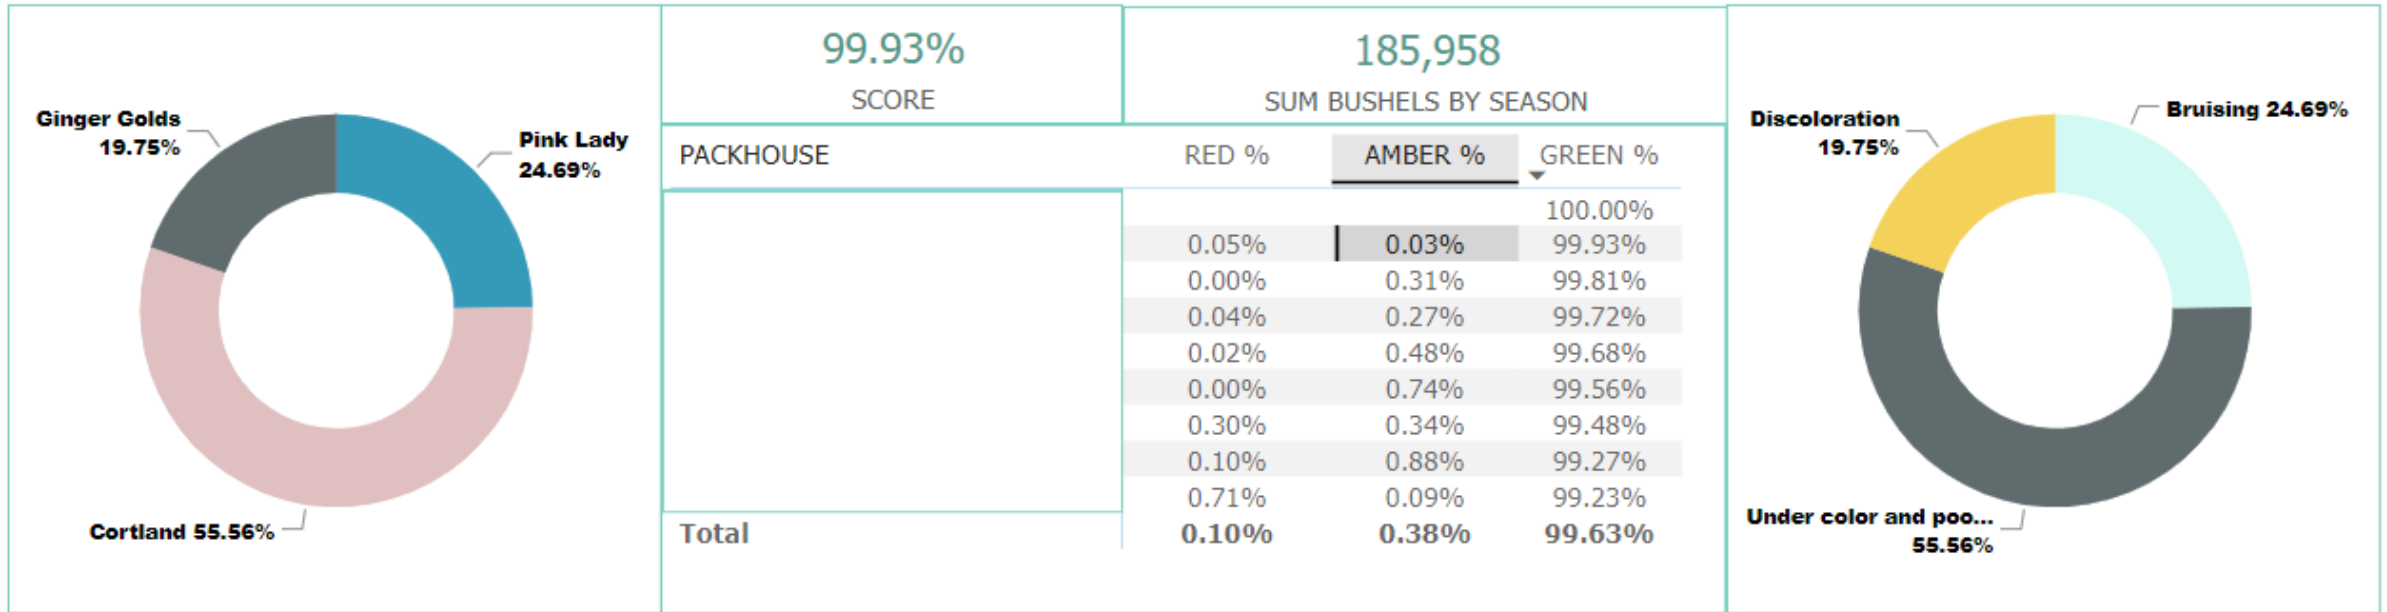 Ginger Golds
19.75%
Pink Lady
24.69%
Cortland 55.56%
99.93%
SCORE
185,958
SUM BUSHELS BY SEASON
PACKHOUSE RED % AMBER % GREEN %
100.00%
0.05% 0.03% 99.93%
0.00% 0.31% 99.81%
0.04% 0.27% 99.72%
0.02% 0.48% 99.68%
0.00% 0.74% 99.56%
0.30% 0.34% 99.48%
0.10% 0.88% 99.27%
0.71% 0.09% 99.23%
Total 0.10% 0.38% 99.63%
Discoloration
19.75%
Bruising 24.69%
Under color and poo...
55.56%